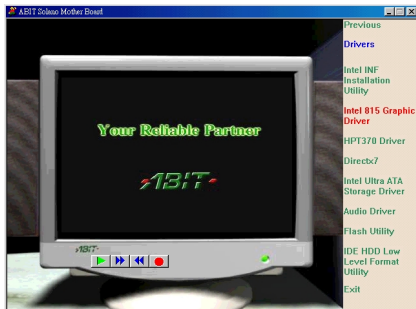 ABIT Solano Mother Board
Previous
Drivers
Intel INF
Installation
Utility
Intel 815 Graphic
Driver
HPT370 Driver
Directx7
Intel Ultra ATA
Storage Driver
Audio Driver
Flash Utility
IDE HDD Low
Level Format
Utility
Exit
Your Reliable Partner
ABIT
ABIT